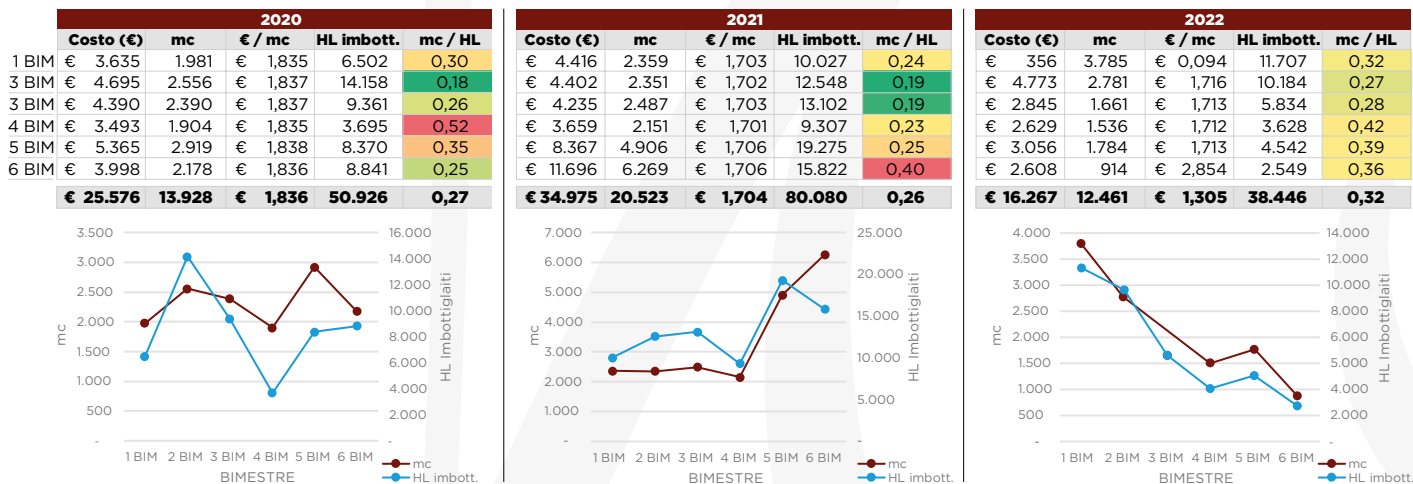 2020
Costo (€) mc € / mc HL imbott. mc / HL
1 BIM € 3.635 1.981 € 1,835 6.502 0,30
3 BIM € 4.695 2.556 € 1,837 14.158 0,18
3 BIM € 4.390 2.390 € 1,837 9.361 0,26
4 BIM € 3.493 1.904 € 1,835 3.695 0,52
5 BIM € 5.365 2.919 € 1,838 8.370 0,35
6 BIM € 3.998 2.178 € 1,836 8.841 0,25
€ 25.576 13.928 € 1,836 50.926 0,27
2021
Costo (€) mc € / mc HL imbott. mc / HL
€ 4.416 2.359 € 1,703 10.027 0,24
€ 4.402 2.351 € 1,702 12.548 0,19
€ 4.235 2.487 € 1,703 13.102 0,19
€ 3.659 2.151 € 1,701 9.307 0,23
€ 8.367 4.906 € 1,706 19.275 0,25
€ 11.696 6.269 € 1,706 15.822 0,40
€ 34.975 20.523 € 1,704 80.080 0,26
2022
Costo (€) mc € / mc HL imbott. mc / HL
€ 356 3.785 € 0,094 11.707 0,32
€ 4.773 2.781 € 1,716 10.184 0,27
€ 2.845 1.661 € 1,713 5.834 0,28
€ 2.629 1.536 € 1,712 3.628 0,42
€ 3.056 1.784 € 1,713 4.542 0,39
€ 2.608 914 € 2,854 2.549 0,36
€ 16.267 12.461 € 1,305 38.446 0,32
3.500
3.000
2.500
2.000
1.500
1.000
500
-
mc
16.000
14.000
12.000
10.000
8.000
6.000
4.000
2.000
-
HL Imbottiglaiti
1 BIM 2 BIM 3 BIM 4 BIM 5 BIM 6 BIM
BIMESTRE
mc
HL imbott.
7.000
6.000
5.000
4.000
3.000
2.000
1.000
-
mc
25.000
20.000
15.000
10.000
5.000
-
HL Imbottiglaiti
1 BIM 2 BIM 3 BIM 4 BIM 5 BIM 6 BIM
BIMESTRE
mc
HL imbott.
4.000
3.500
3.000
2.500
2.000
1.500
1.000
500
-
mc
14.000
12.000
10.000
8.000
6.000
4.000
2.000
-
HL Imbottiglaiti
1 BIM 2 BIM 3 BIM 4 BIM 5 BIM 6 BIM
BIMESTRE
mc
HL imbott.